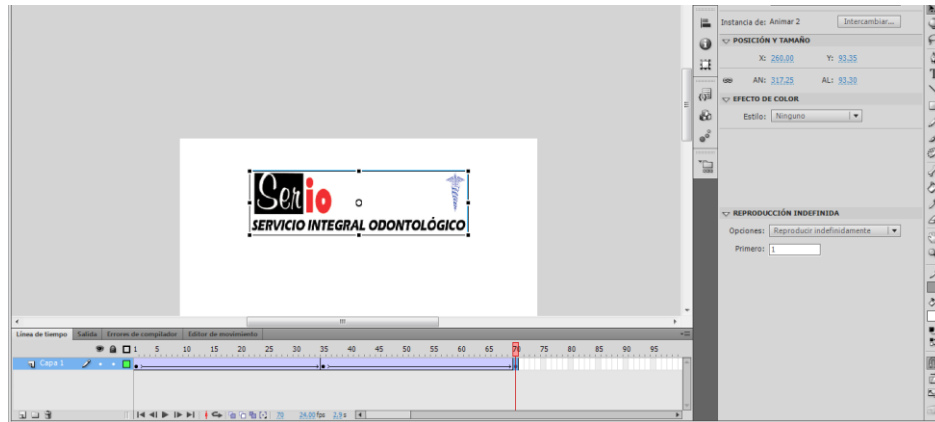 Instancia de: Animar 2 Intercambiar...
POSICIÓN Y TAMAÑO
X: 260,00 Y: 93,35
AN: 317,25 AL: 93,30
EFECTO DE COLOR
Estilo: Ninguno
Serio
SERVICIO INTEGRAL ODONTOLÓGICO
REPRODUCCIÓN INDEFINIDA
Opciones: Reproducir indefinidamente
Primero: 1
Línea de tiempo Salida Errores de compilador Editor de movimiento
1 5 10 15 20 25 30 35 40 45 50 55 60 65 70 75 80 85 90 95
Capa 1
70 24,00 fps 2,9 s